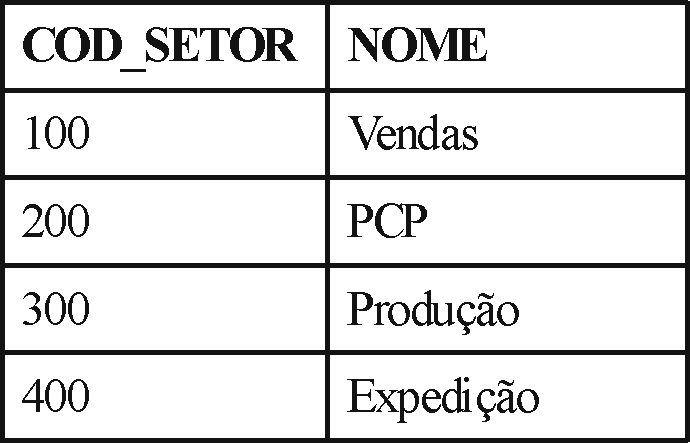 COD_SETOR NOME
100 Vendas
200 PCP
300 Produção
400 Expedição